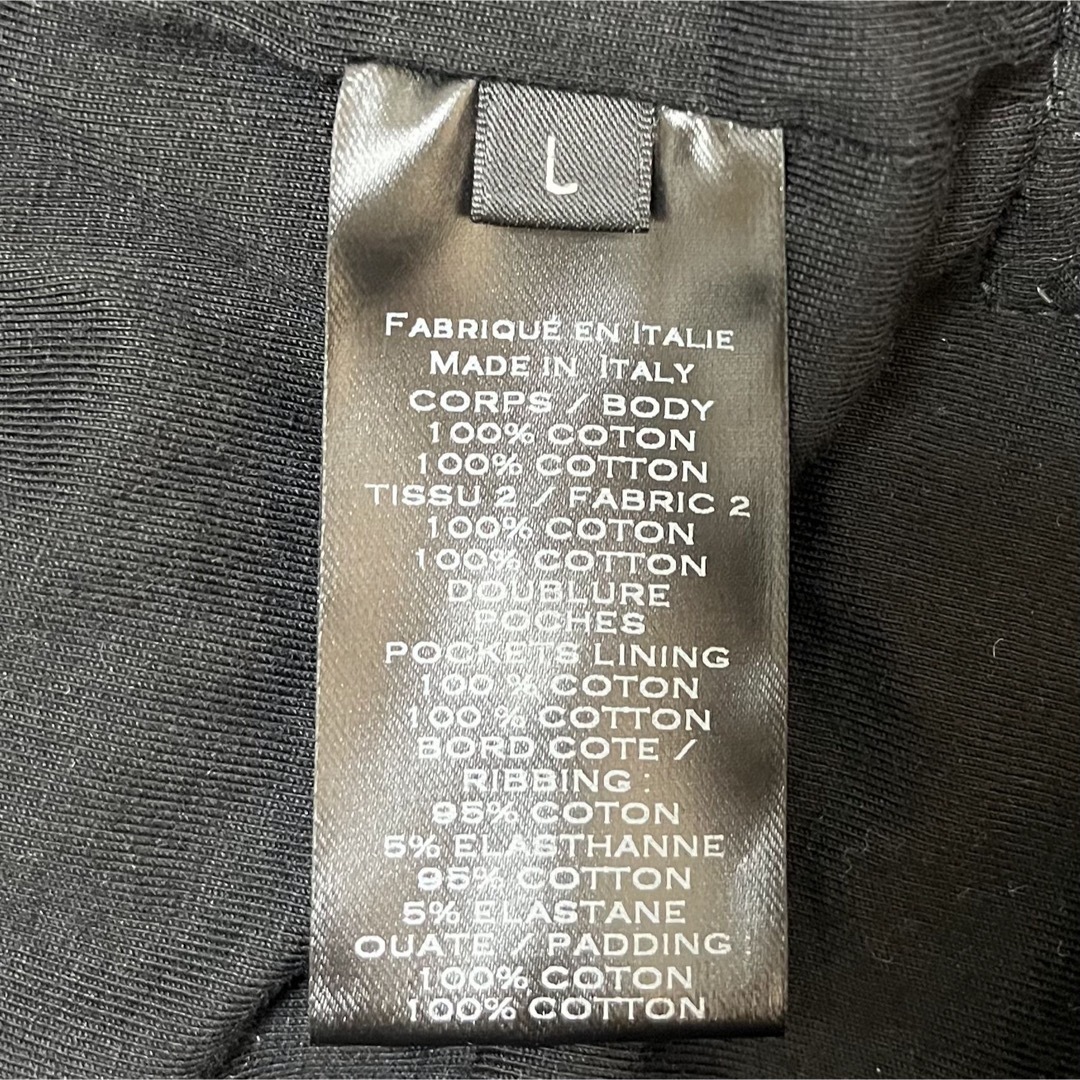 L
FABRIQUÉ EN ITALIE
MADE IN ITALY
CORPS / BODY
100% COTON
100% COTTON
TISSU 2 / FABRIC 2
100% COTON
100% COTTON
DOUBLURE
POCHES
POCKETS LINING
100 % COTON
100 % COTTON
BORD COTE /
RIBBING :
95% COTON
5% ELASTHANNE
95% COTTON
5% ELASTANE
OUATE / PADDING
100% COTON
100% COTTON